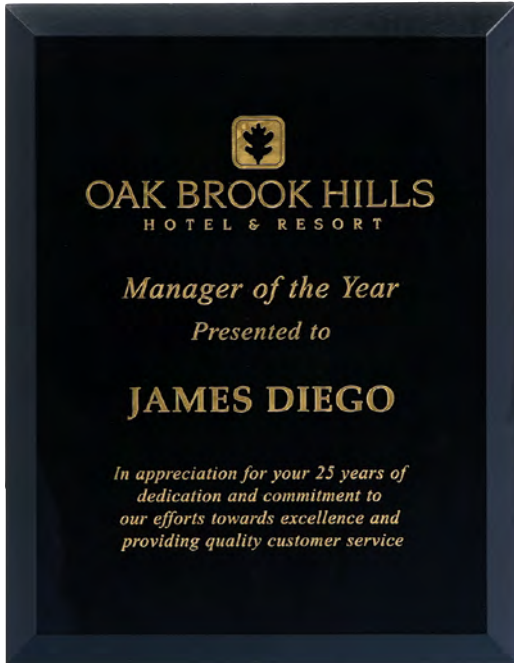 OAK BROOK HILLS
HOTEL & RESORT
Manager of the Year
Presented to
JAMES DIEGO
In appreciation for your 25 years of
dedication and commitment to
our efforts towards excellence and
providing quality customer service